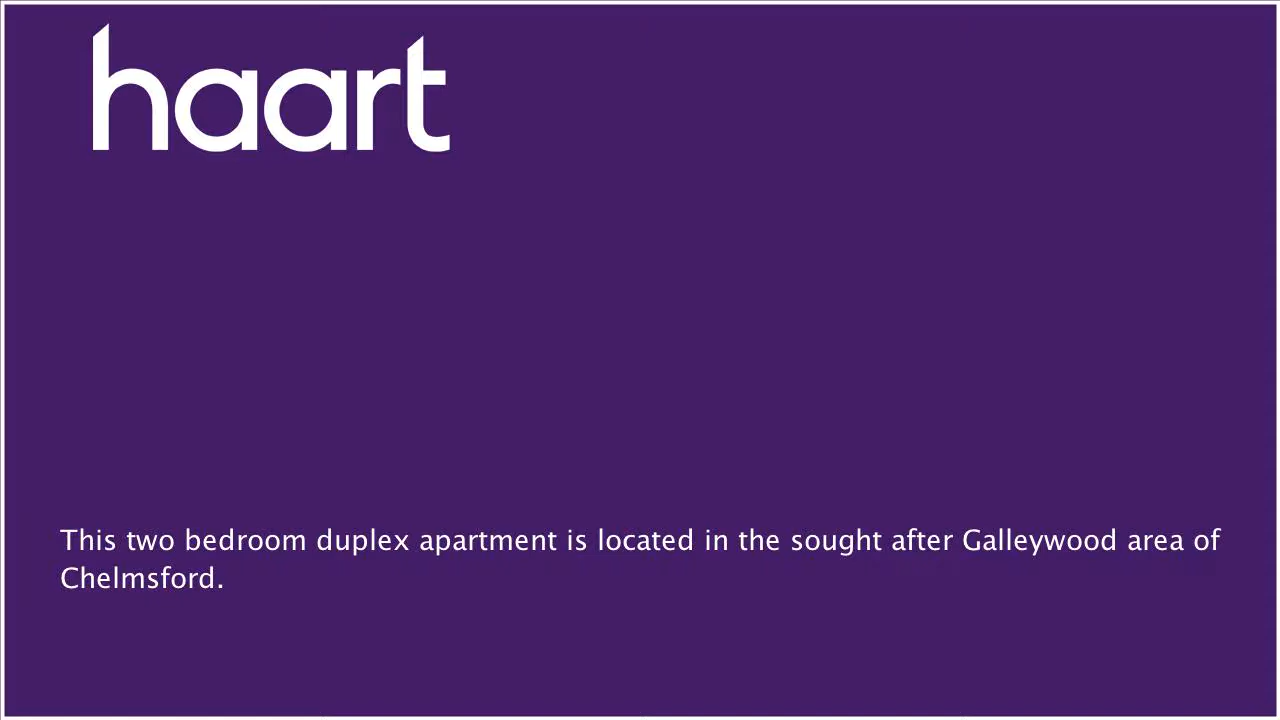 haart
This two bedroom duplex apartment is located in the sought after Galleywood area of
Chelmsford.